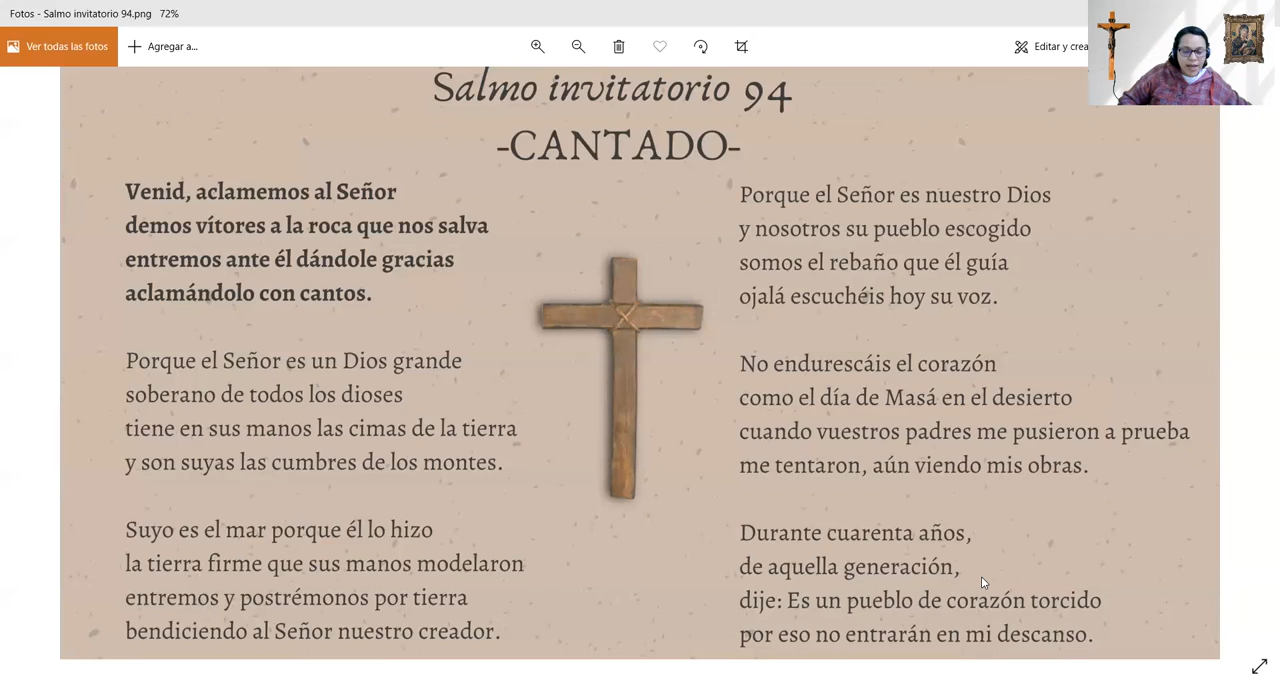 Fotos - Salmo invitatorio 94.png   72%
Ver todas las fotos
Agregar a...
Editar y crea
Salmo invitatorio 94
-CANTADO-
Venid, aclamemos al Señor
demos vítores a la roca que nos salva
entremos ante él dándole gracias
aclamándolo con cantos.
Porque el Señor es un Dios grande
soberano de todos los dioses
tiene en sus manos las cimas de la tierra
y son suyas las cumbres de los montes.
Suyo es el mar porque él lo hizo
la tierra firme que sus manos modelaron
entremos y postrémonos por tierra
bendiciendo al Señor nuestro creador.
Porque el Señor es nuestro Dios
y nosotros su pueblo escogido
somos el rebaño que él guía
ojalá escuchéis hoy su voz.
No endurescáis el corazón
como el día de Masá en el desierto
cuando vuestros padres me pusieron a prueba
me tentaron, aún viendo mis obras.
Durante cuarenta años,
de aquella generación,
dije: Es un pueblo de corazón torcido
por eso no entrarán en mi descanso.